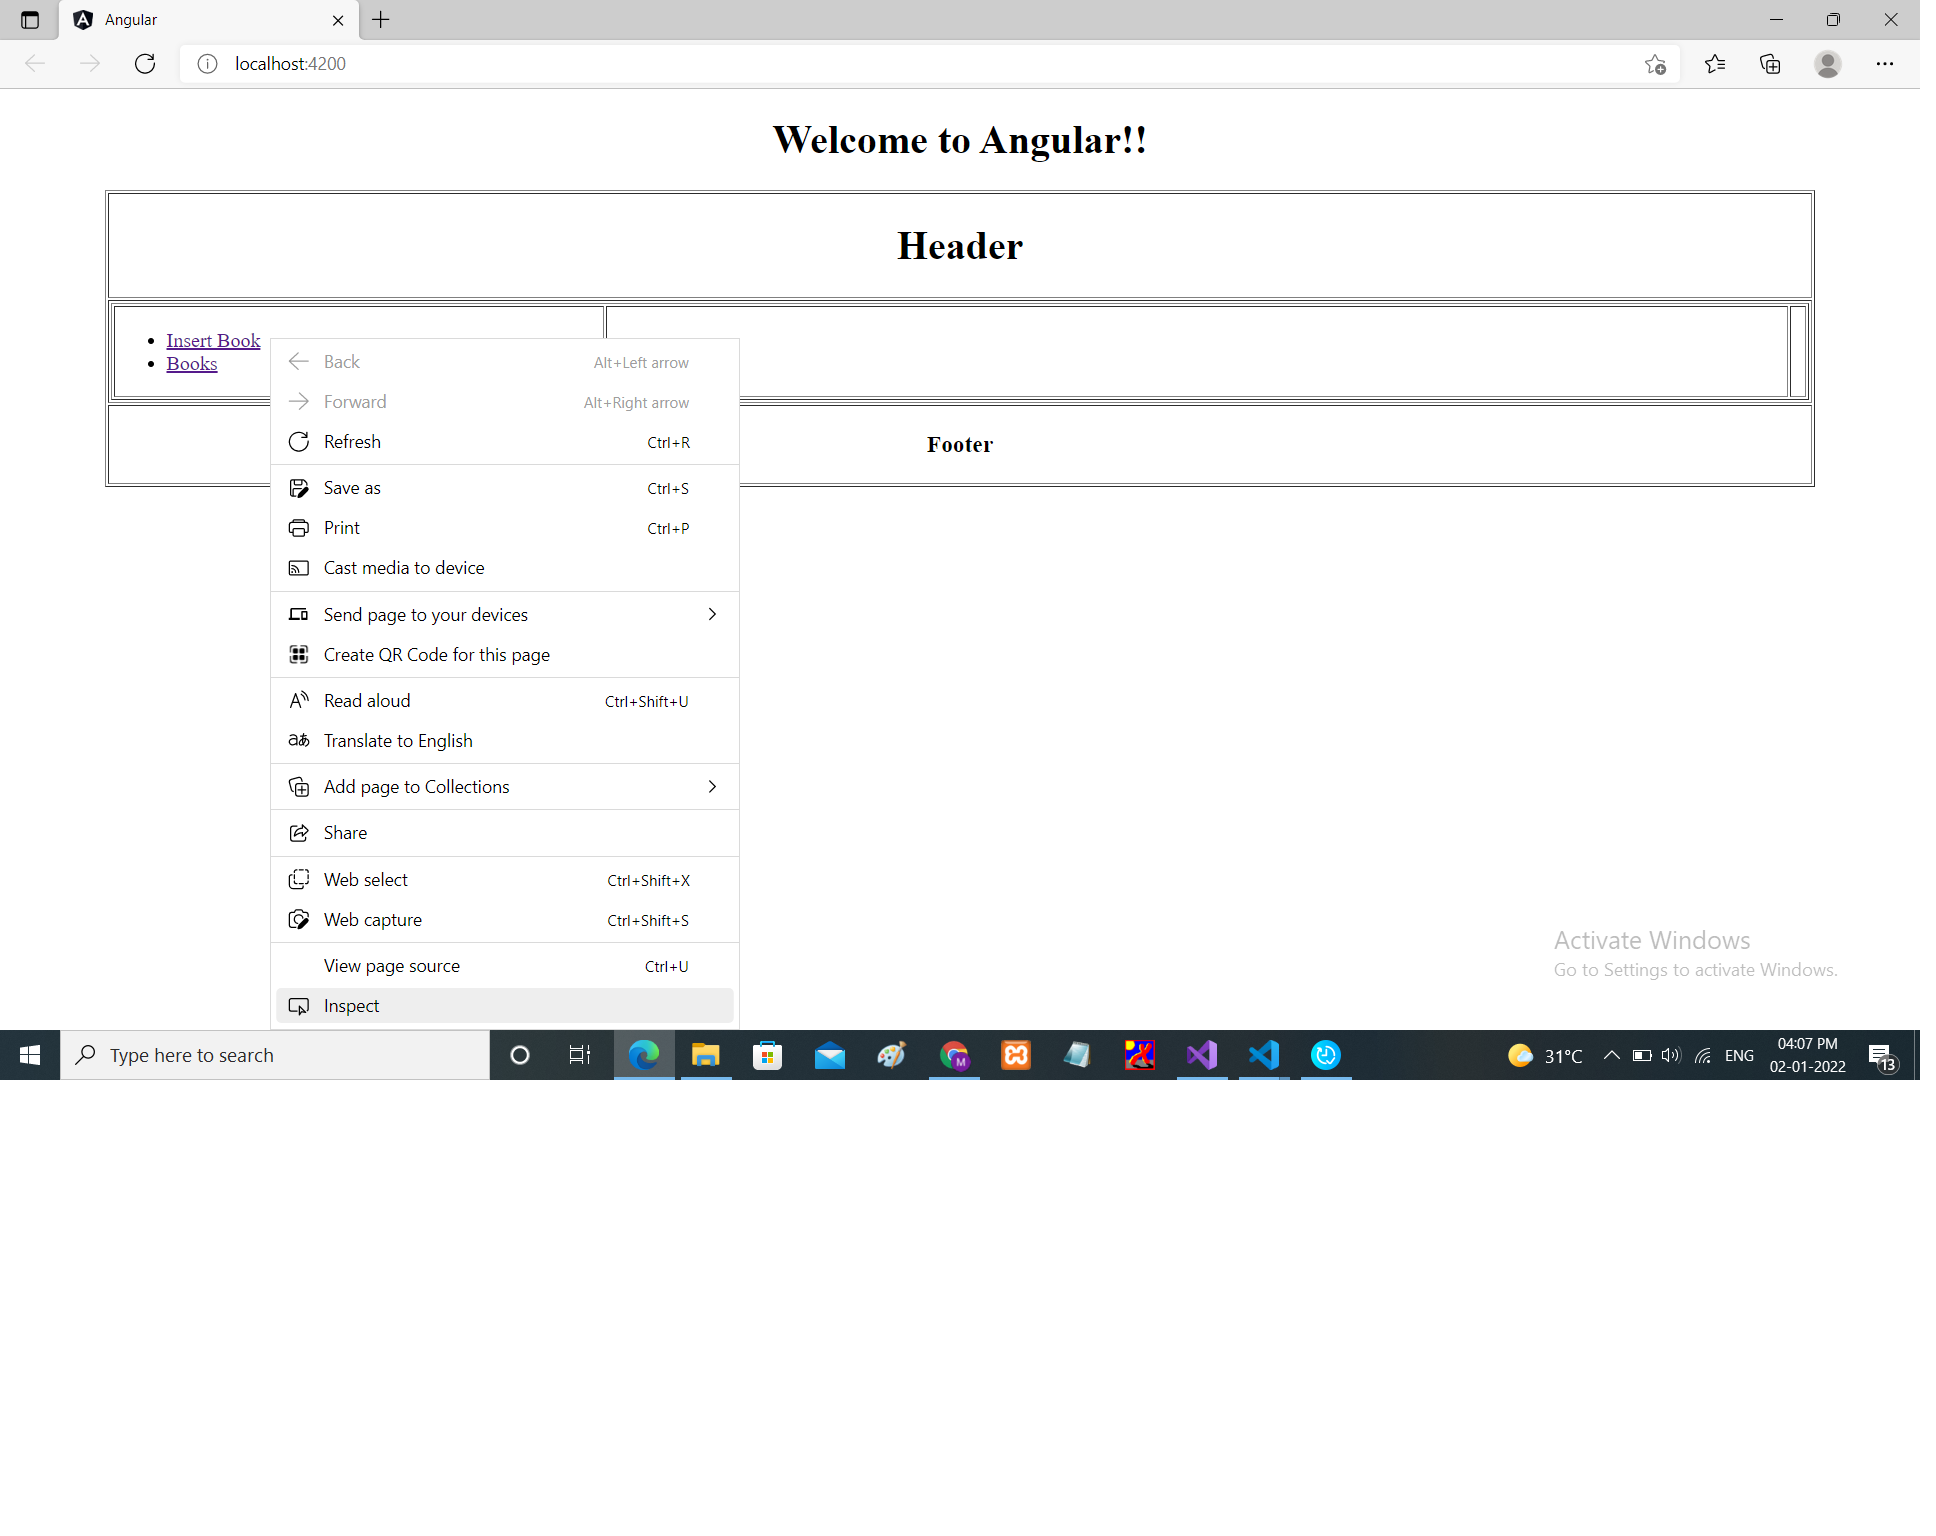 Angular
localhost:4200
Welcome to Angular!!
Header
Insert Book
Books
Back Alt+Left arrow
Forward Alt+Right arrow
Refresh Ctrl+R
Save as Ctrl+S
Print Ctrl+P
Cast media to device
Send page to your devices
Create QR Code for this page
Read aloud Ctrl+Shift+U
Translate to English
Add page to Collections
Share
Web select Ctrl+Shift+X
Web capture Ctrl+Shift+S
View page source Ctrl+U
Inspect
Footer
Activate Windows
Go to Settings to activate Windows.
Type here to search
M
31°C
ENG
04:07 PM
02-01-2022
13